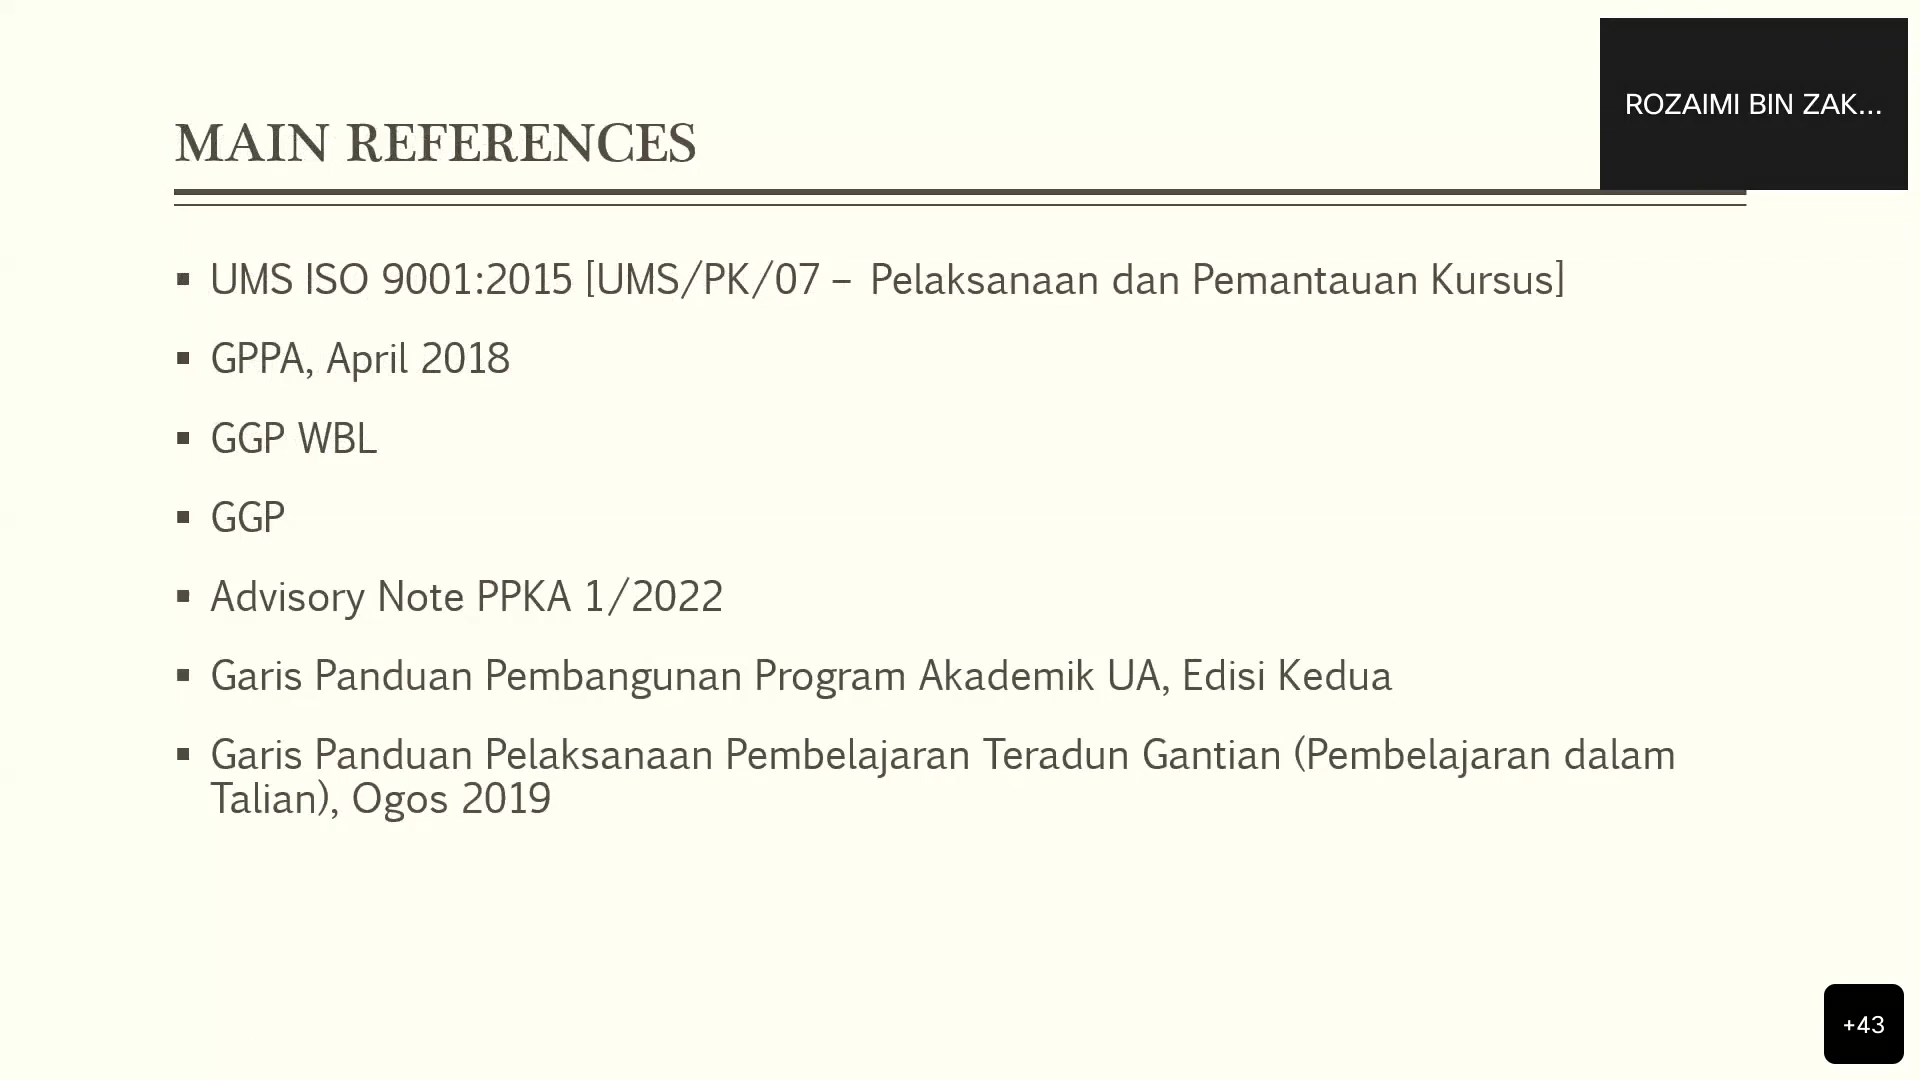 ROZAIMI BIN ZAK...
MAIN REFERENCES
▪ UMS ISO 9001:2015 [UMS/PK/07 – Pelaksanaan dan Pemantauan Kursus]
▪ GPPA, April 2018
▪ GGP WBL
▪ GGP
▪ Advisory Note PPKA 1/2022
▪ Garis Panduan Pembangunan Program Akademik UA, Edisi Kedua
▪ Garis Panduan Pelaksanaan Pembelajaran Teradun Gantian (Pembelajaran dalam
Talian), Ogos 2019
+43